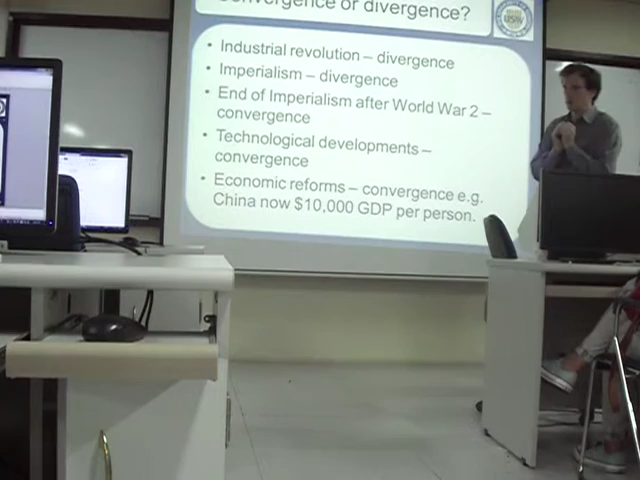 Convergence or divergence?
• Industrial revolution – divergence
• Imperialism – divergence
• End of Imperialism after World War 2 –
convergence
• Technological developments –
convergence
• Economic reforms – convergence e.g.
China now $10,000 GDP per person.